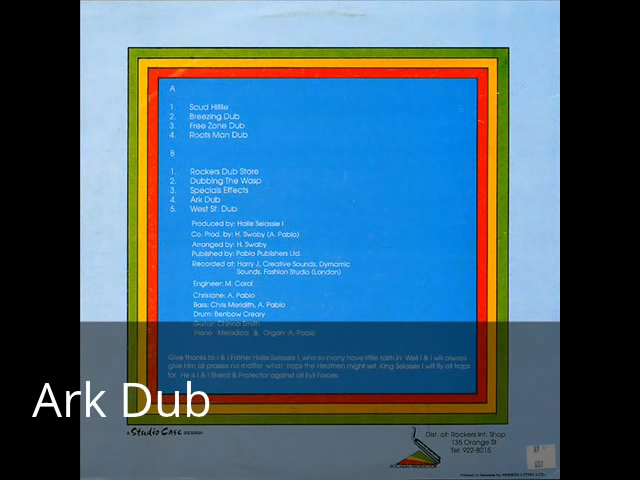 A
1. Scud Hillie
2. Breezing Dub
3. Free Zone Dub
4. Roots Man Dub
B
1. Rockers Dub Store
2. Dubbing The Wasp
3. Specials Effects
4. Ark Dub
5. West St. Dub
Produced by: Haile Selassie I
Co. Prod. by: H. Swaby (A. Pablo)
Arranged by: H. Swaby
Published by: Pablo Publishers Ltd.
Recorded at: Harry J, Creative Sounds, Dymamic
Sounds, Fashion Studio (London)
Engineer: M. Carol
A. Pablo
Bass: Chris Meridith, A. Pablo
Drum: Benbow Creary
Guitar: Chinna Smith
Piano Melodica & Organ: A. Pablo
Give thanks to I & I Father Haile Selassie I, who so many have little faith in. Well I & I will always
give him all praises no matter what traps the Heathen might set. King Selassie I will fly all traps
for He is I & I Shield & Protector against all Evil Forces.
Ark Dub
A Studio Case DESIGN
Dist. at: Rockers Int. Shop
135 Orange St.
Tel: 922-8015